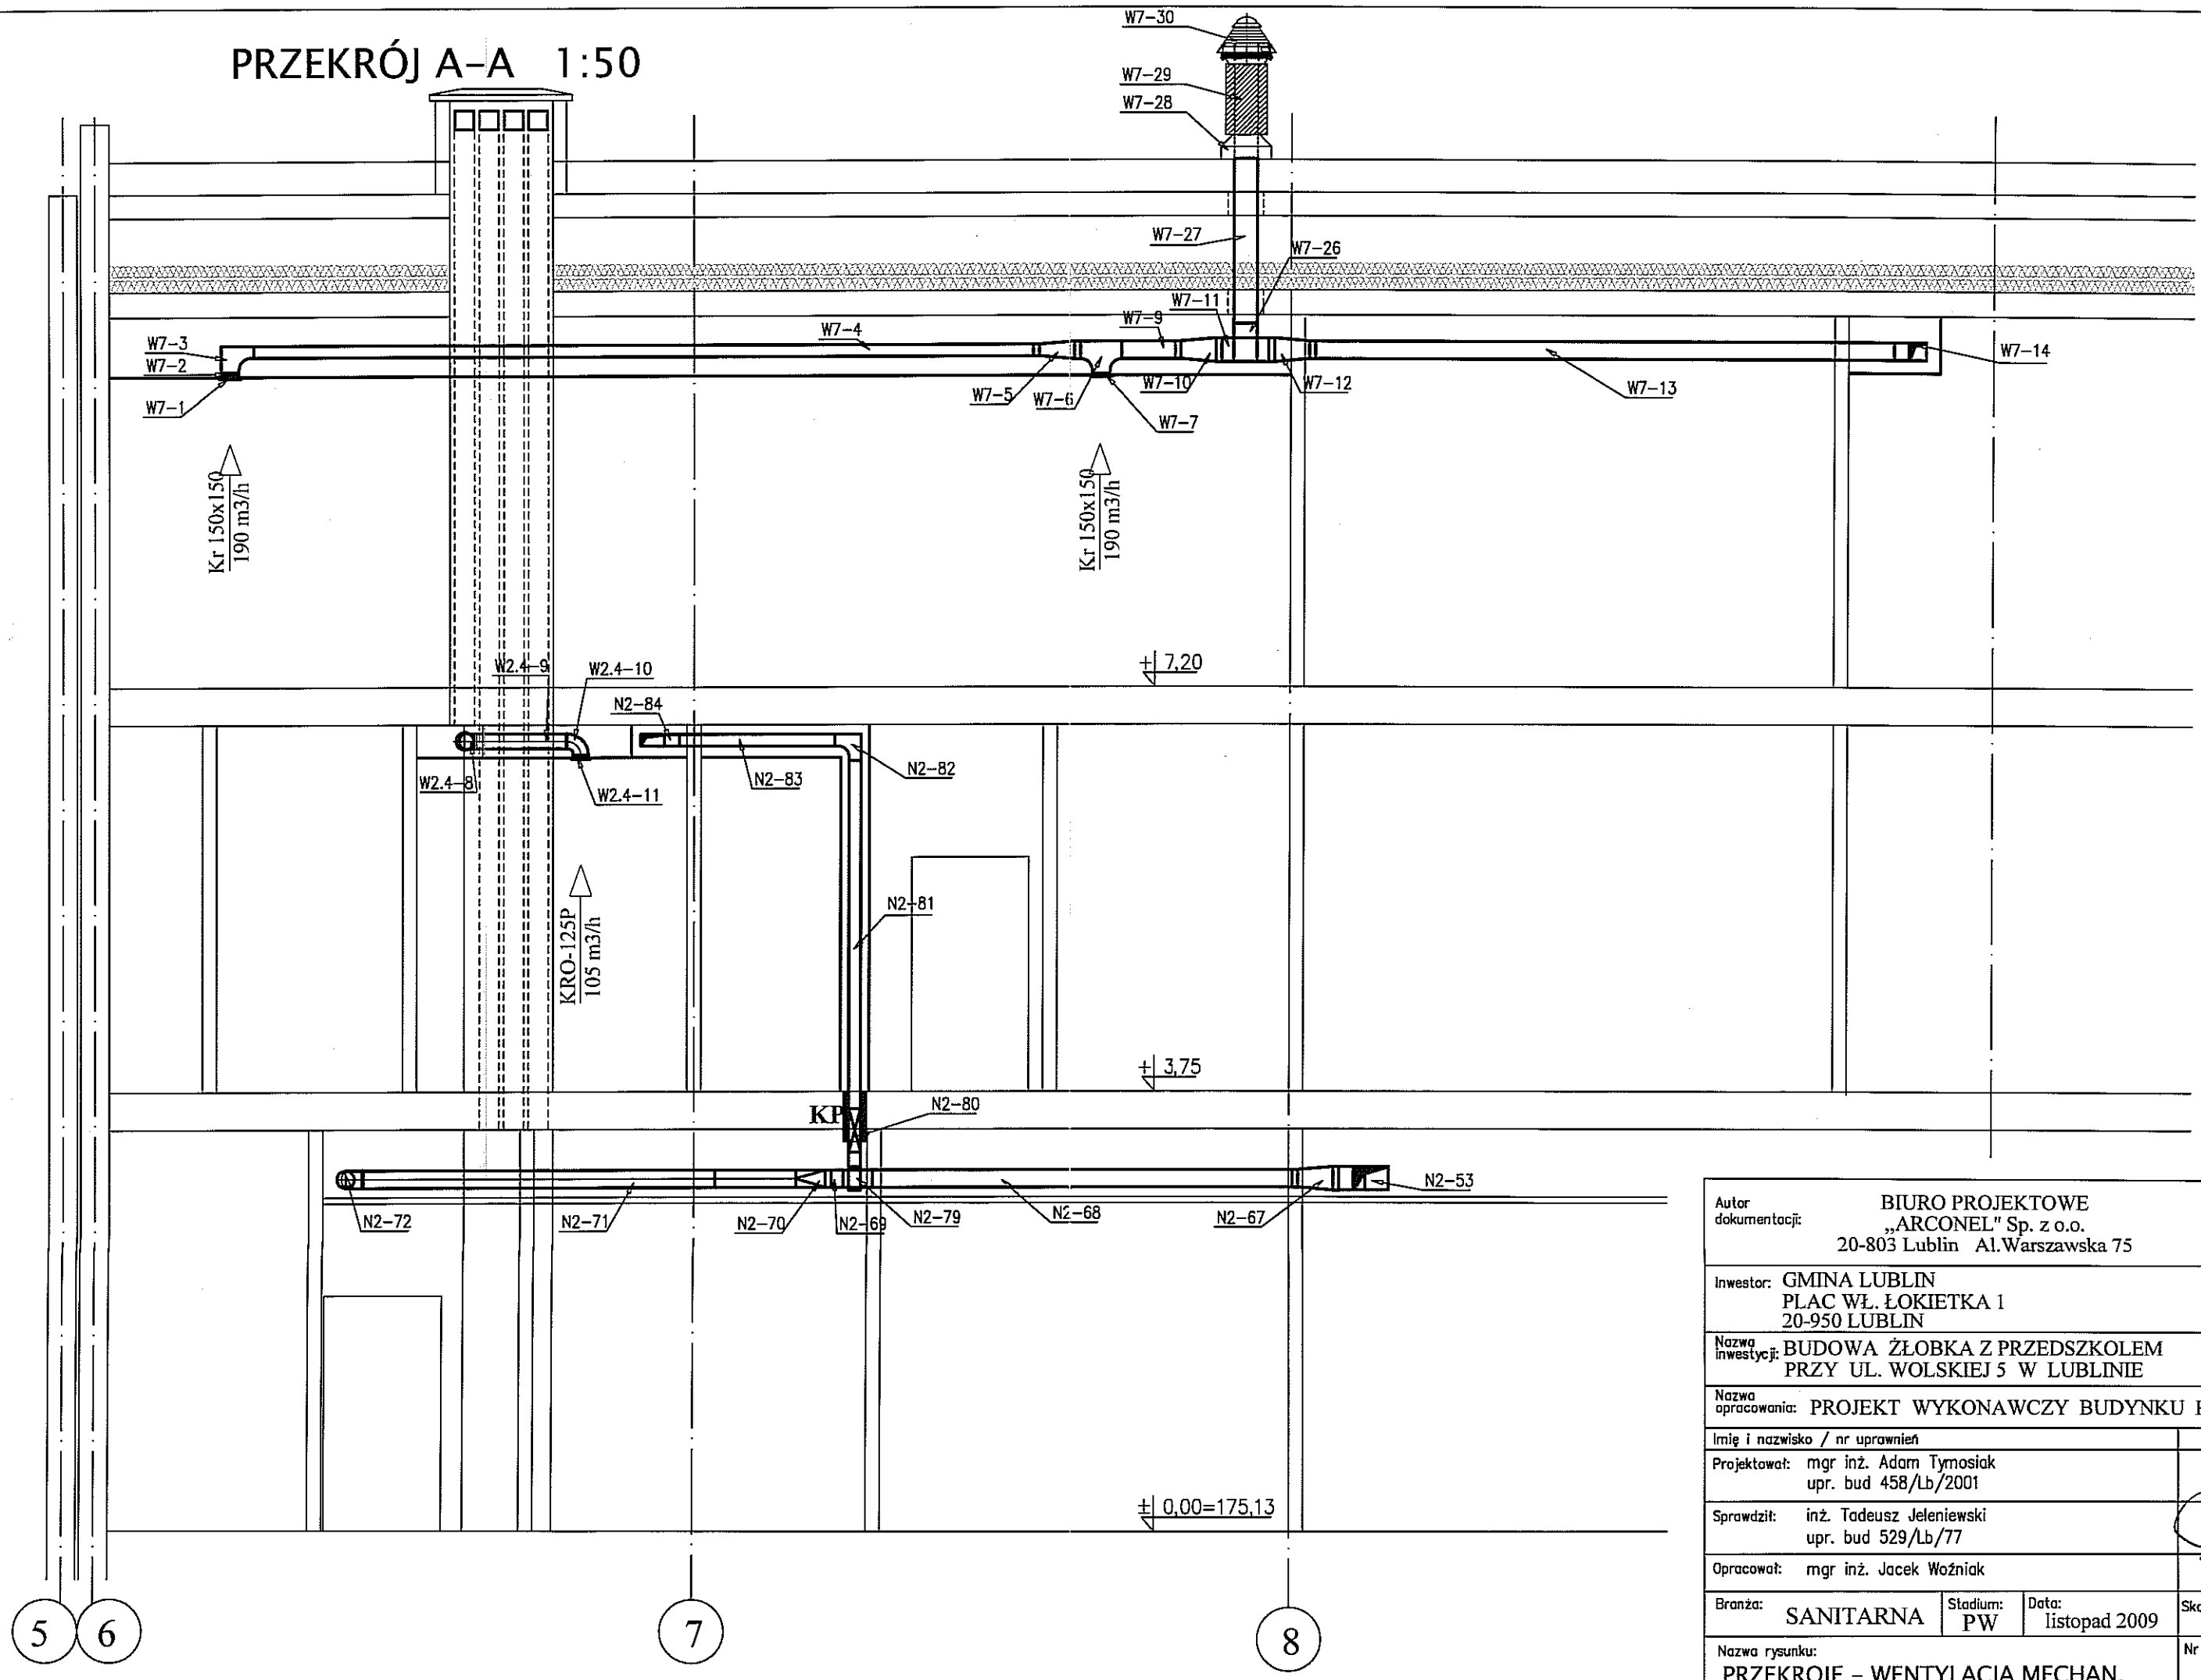 PRZEKRÓJ A-A 1:50
W7-30
W7-29
W7-28
W7-27
W7-26
W7-11
W7-9
W7-4
W7-3
W7-2
W7-1
W7-5
W7-6
W7-7
W7-10
W7-12
W7-13
W7-14
Kr 150x150
190 m3/h
Kr 150x150
190 m3/h
+ 7,20
W2.4-9
W2.4-10
N2-84
W2.4-8
W2.4-11
N2-83
N2-82
N2-81
KRO-125P
105 m3/h
+ 3,75
KP
N2-80
N2-72
N2-71
N2-70
N2-69
N2-79
N2-68
N2-67
N2-53
± 0,00=175,13
5
6
7
8
Autor dokumentacji:
BIURO PROJEKTOWE
„ARCONEL" Sp. z o.o.
20-803 Lublin Al.Warszawska 75
Inwestor: GMINA LUBLIN
PLAC WŁ. ŁOKIETKA 1
20-950 LUBLIN
Nazwa inwestycji: BUDOWA ŻŁOBKA Z PRZEDSZKOLEM
PRZY UL. WOLSKIEJ 5 W LUBLINIE
Nazwa opracowania: PROJEKT WYKONAWCZY BUDYNKU
Imię i nazwisko / nr uprawnień
Projektował: mgr inż. Adam Tymosiak
upr. bud 458/Lb/2001
Sprawdził: inż. Tadeusz Jeleniewski
upr. bud 529/Lb/77
Opracował: mgr inż. Jacek Woźniak
Branża: SANITARNA Stadium: PW Data: listopad 2009
Nazwa rysunku: Nr
PRZEKROJE - WENTYLACJA MECHAN.